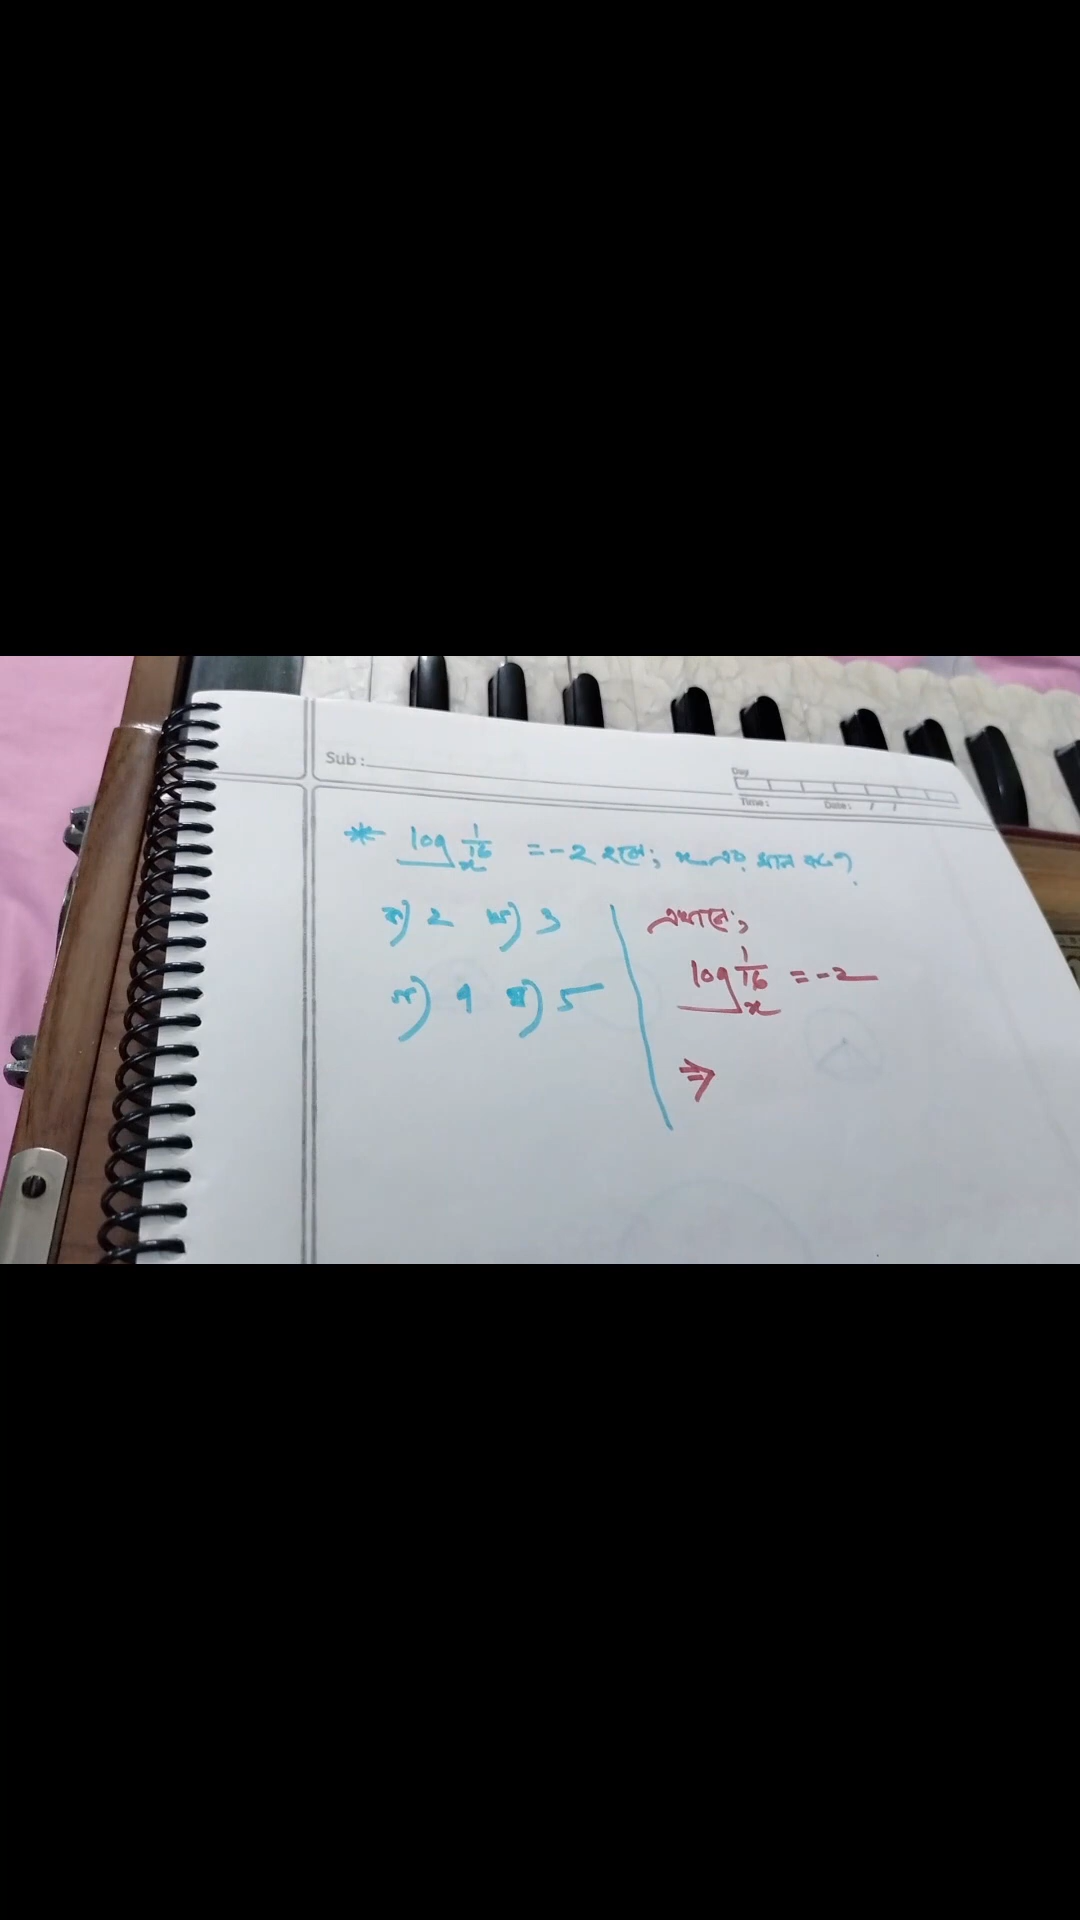 Sub :
Day
Time : Date : / /
* log_x 1/16 = -2 হলে; x এর মান কত?
ক) 2 খ) 3
গ) 4 ঘ) 5
এখানে,
log_x 1/16 = -2
⇒